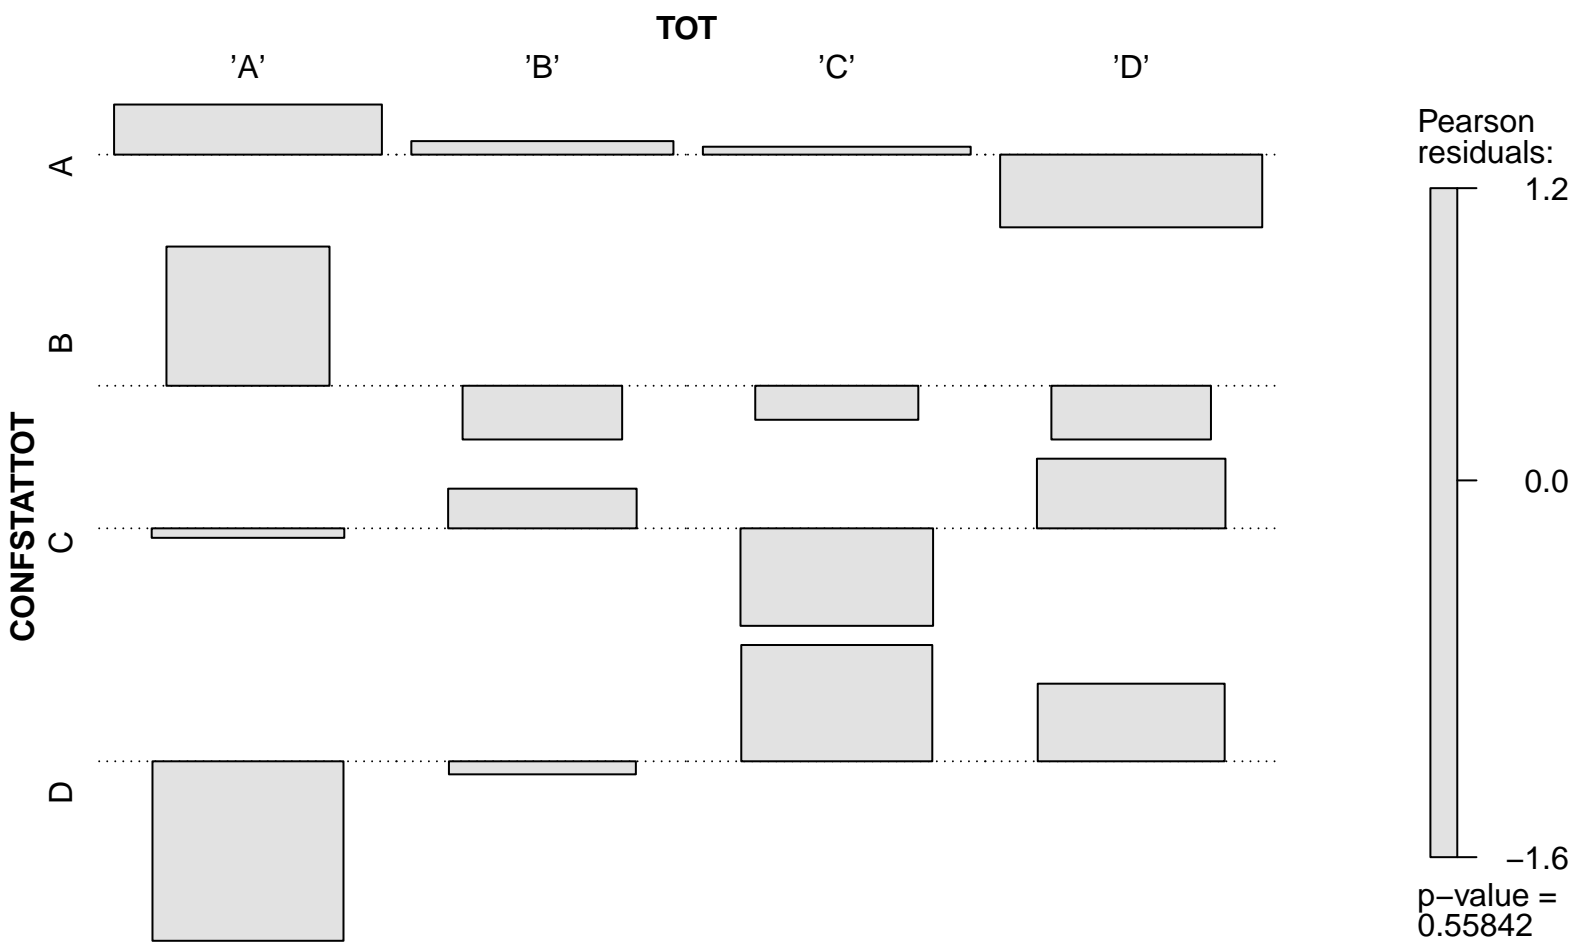 TOT
’A’ ’B’ ’C’ ’D’
A
B
C
D
CONFSTATTOT
Pearson
residuals:
1.2
0.0
−1.6
p−value =
0.55842